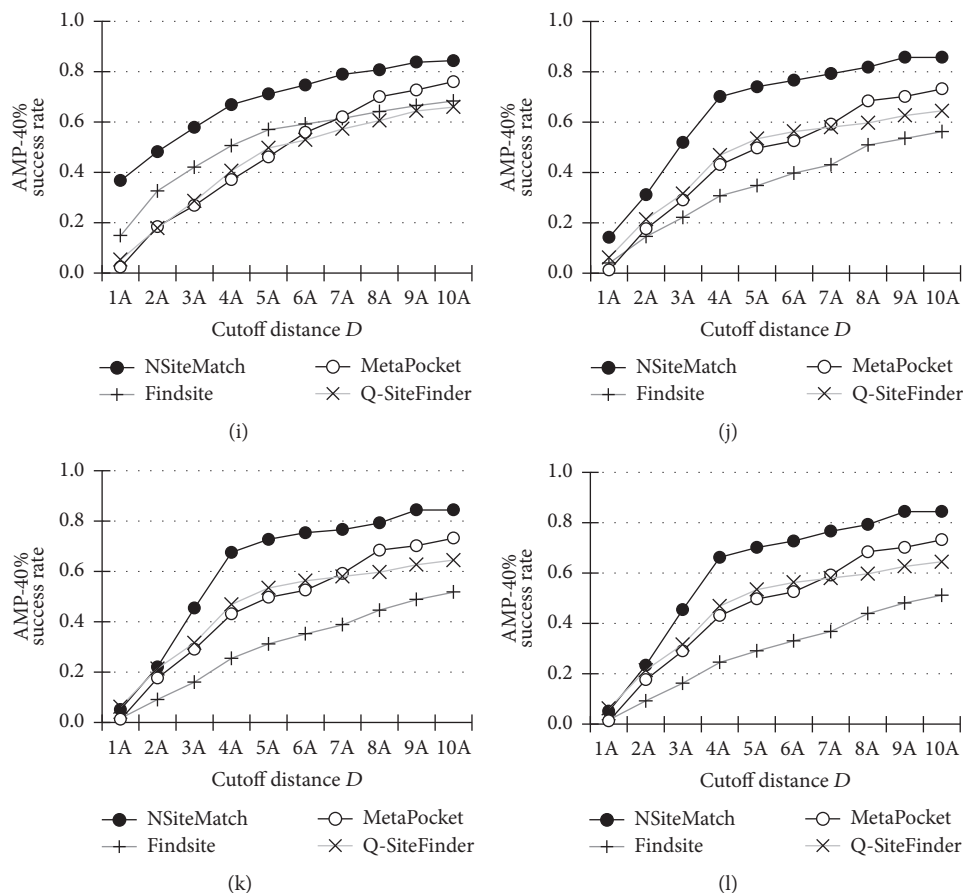 AMP-40%
success rate
1.0
0.8
0.6
0.4
0.2
0.0
1A 2A 3A 4A 5A 6A 7A 8A 9A 10A
Cutoff distance D
NSiteMatch MetaPocket
Findsite Q-SiteFinder
(i)
AMP-40%
success rate
1.0
0.8
0.6
0.4
0.2
0.0
1A 2A 3A 4A 5A 6A 7A 8A 9A 10A
Cutoff distance D
NSiteMatch MetaPocket
Findsite Q-SiteFinder
(j)
AMP-40%
success rate
1.0
0.8
0.6
0.4
0.2
0.0
1A 2A 3A 4A 5A 6A 7A 8A 9A 10A
Cutoff distance D
NSiteMatch MetaPocket
Findsite Q-SiteFinder
(k)
AMP-40%
success rate
1.0
0.8
0.6
0.4
0.2
0.0
1A 2A 3A 4A 5A 6A 7A 8A 9A 10A
Cutoff distance D
NSiteMatch MetaPocket
Findsite Q-SiteFinder
(l)